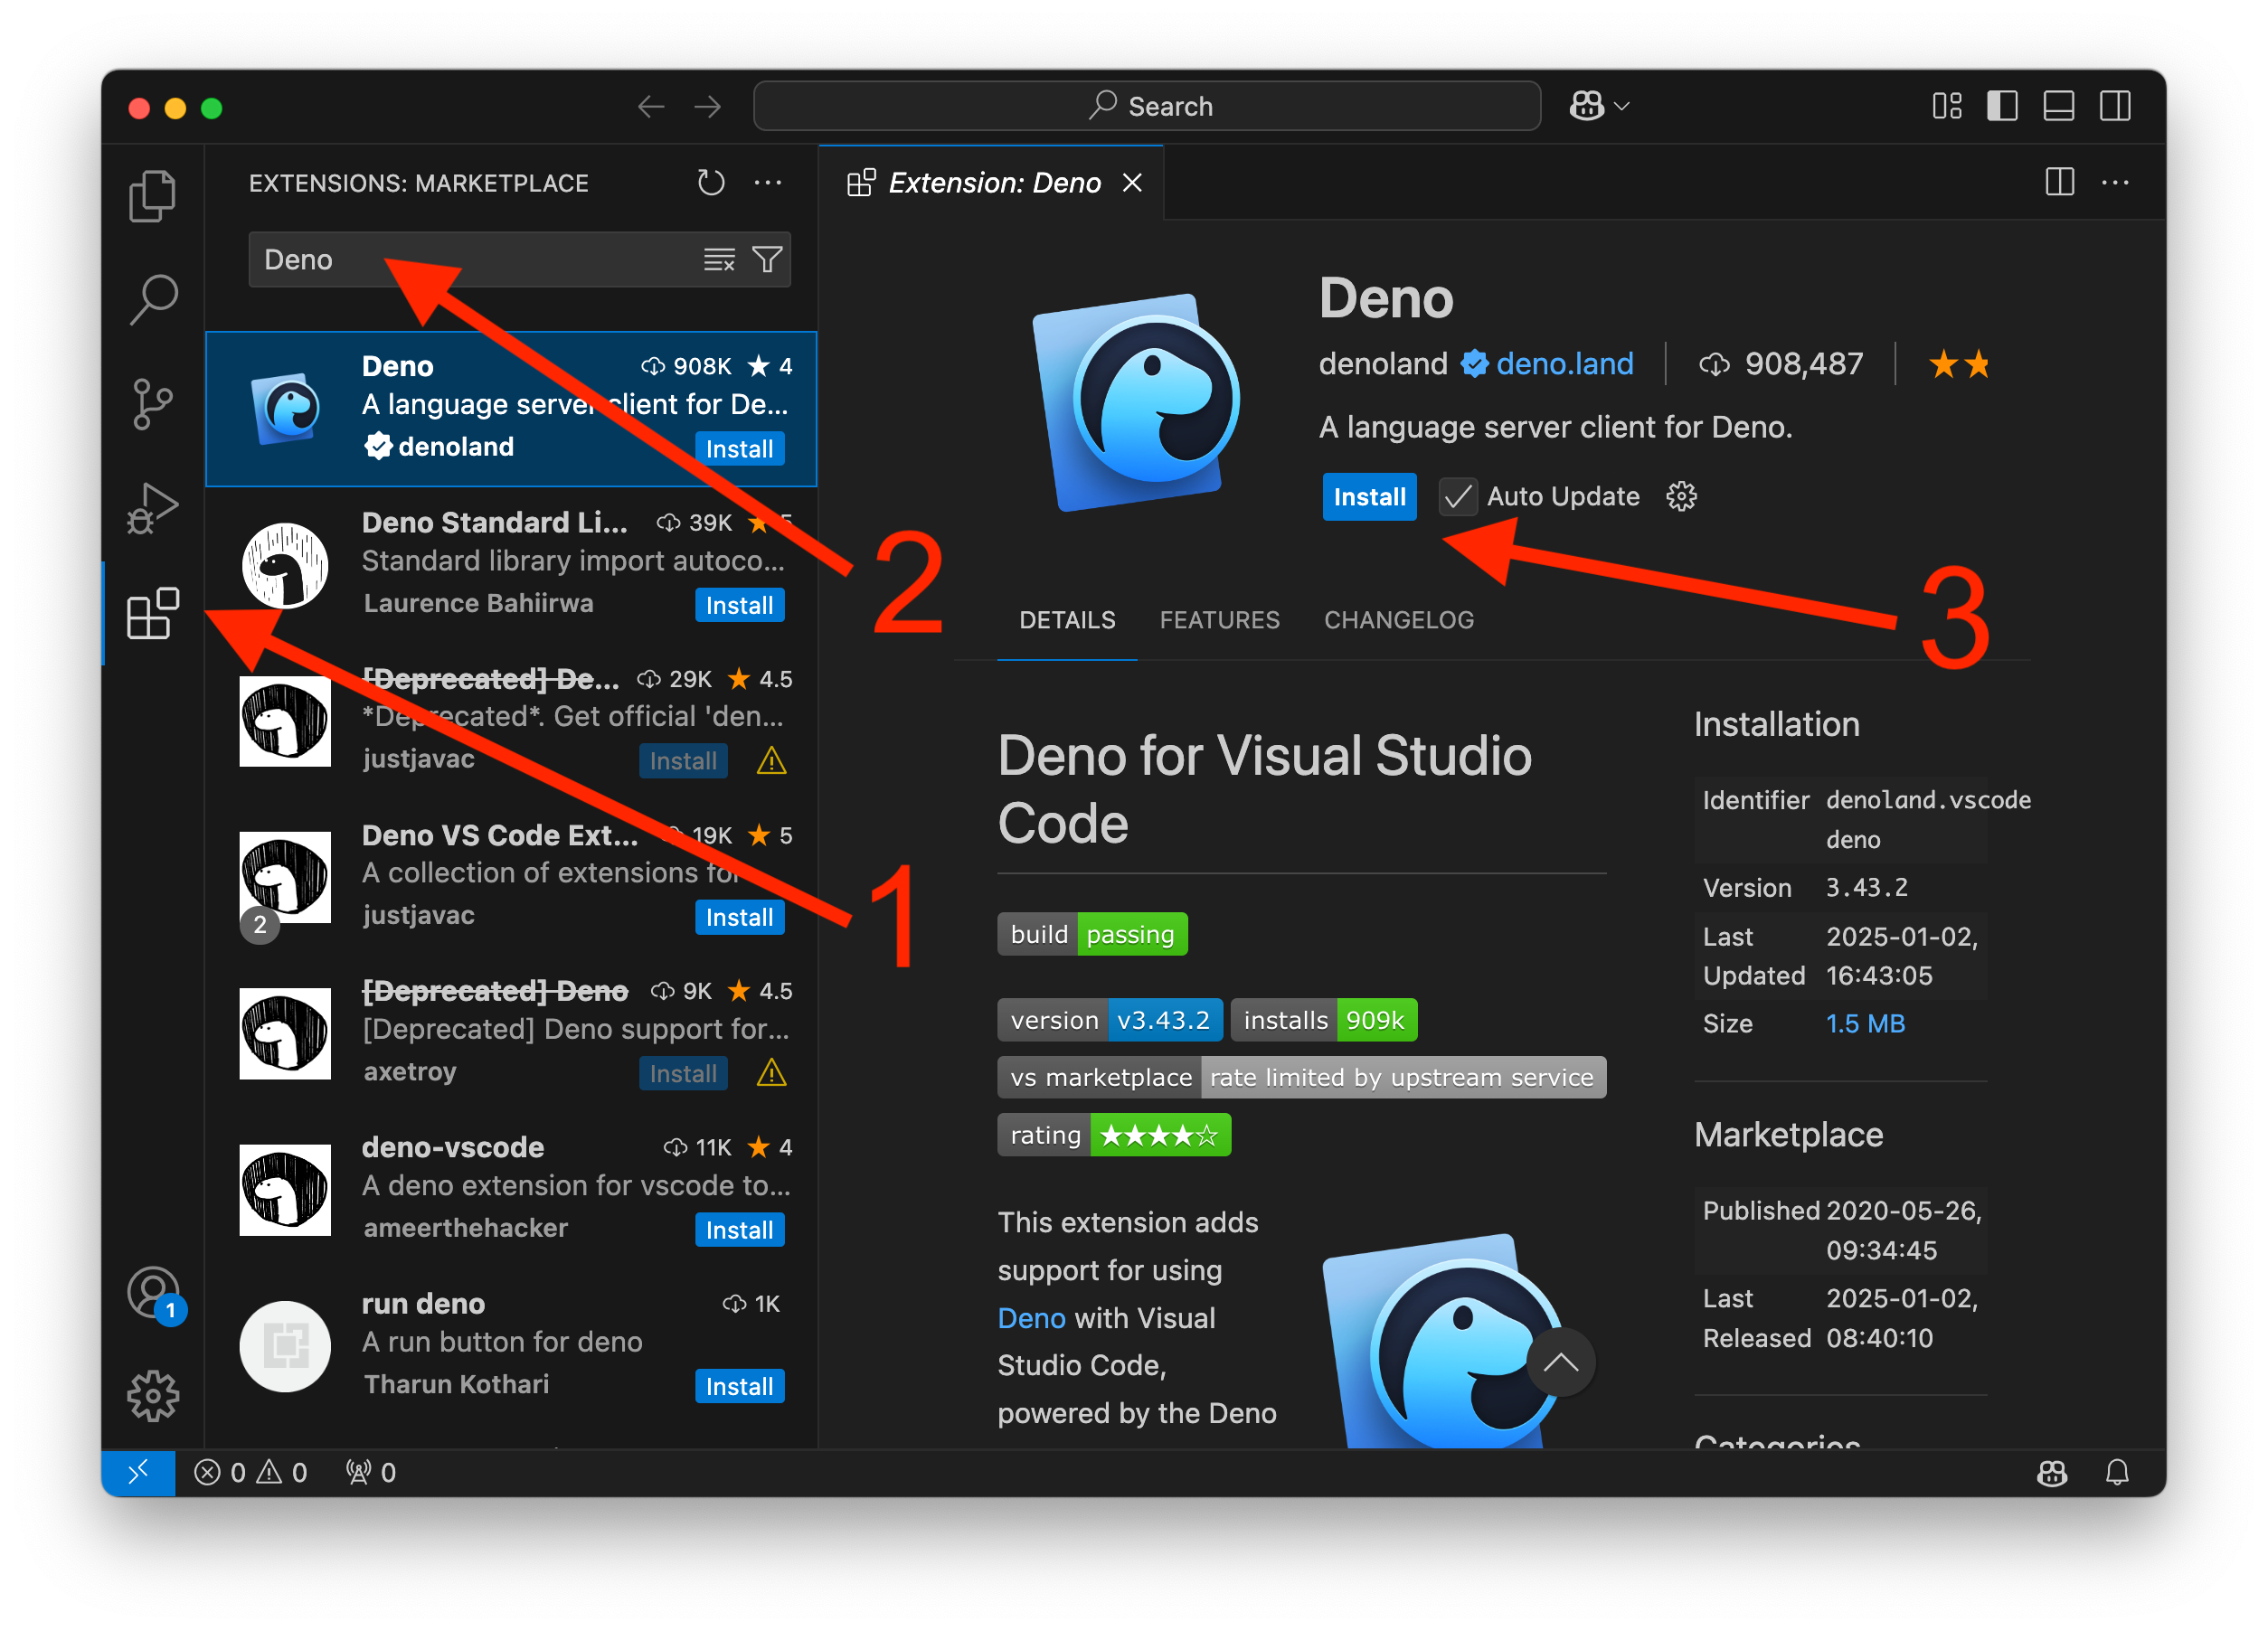 Search
EXTENSIONS: MARKETPLACE
Deno
Deno 908K ★ 4
A language server client for De...
denoland Install
Deno Standard Li... 39K ★ 5
Standard library import autoco...
Laurence Bahiirwa Install
[Deprecated] De... 29K ★ 4.5
*Deprecated*. Get official 'den...
justjavac Install
Deno VS Code Ext... 19K ★ 5
A collection of extensions for
justjavac Install
2
[Deprecated] Deno 9K ★ 4.5
[Deprecated] Deno support for...
axetroy Install
deno-vscode 11K ★ 4
A deno extension for vscode to...
ameerthehacker Install
run deno 1K
A run button for deno
Tharun Kothari Install
1
0 0 0
1
2
3
Extension: Deno
Deno
denoland deno.land 908,487 ★★
A language server client for Deno.
Install Auto Update
DETAILS FEATURES CHANGELOG
Deno for Visual Studio
Code
build passing
version v3.43.2 installs 909k
vs marketplace rate limited by upstream service
rating ★★★★☆
This extension adds
support for using
Deno with Visual
Studio Code,
powered by the Deno
Installation
Identifier denoland.vscode
deno
Version 3.43.2
Last 2025-01-02,
Updated 16:43:05
Size 1.5 MB
Marketplace
Published 2020-05-26,
09:34:45
Last 2025-01-02,
Released 08:40:10
Categories